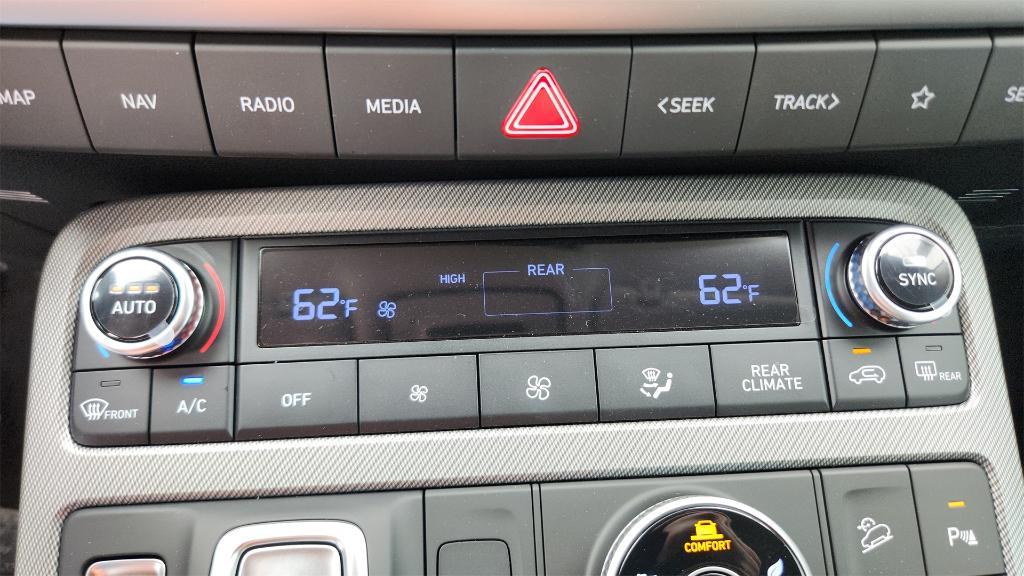 MAP
NAV
RADIO
MEDIA
<SEEK
TRACK>
AUTO
62°F
HIGH
REAR
62°F
SYNC
FRONT
A/C
OFF
REAR
CLIMATE
REAR
COMFORT
P